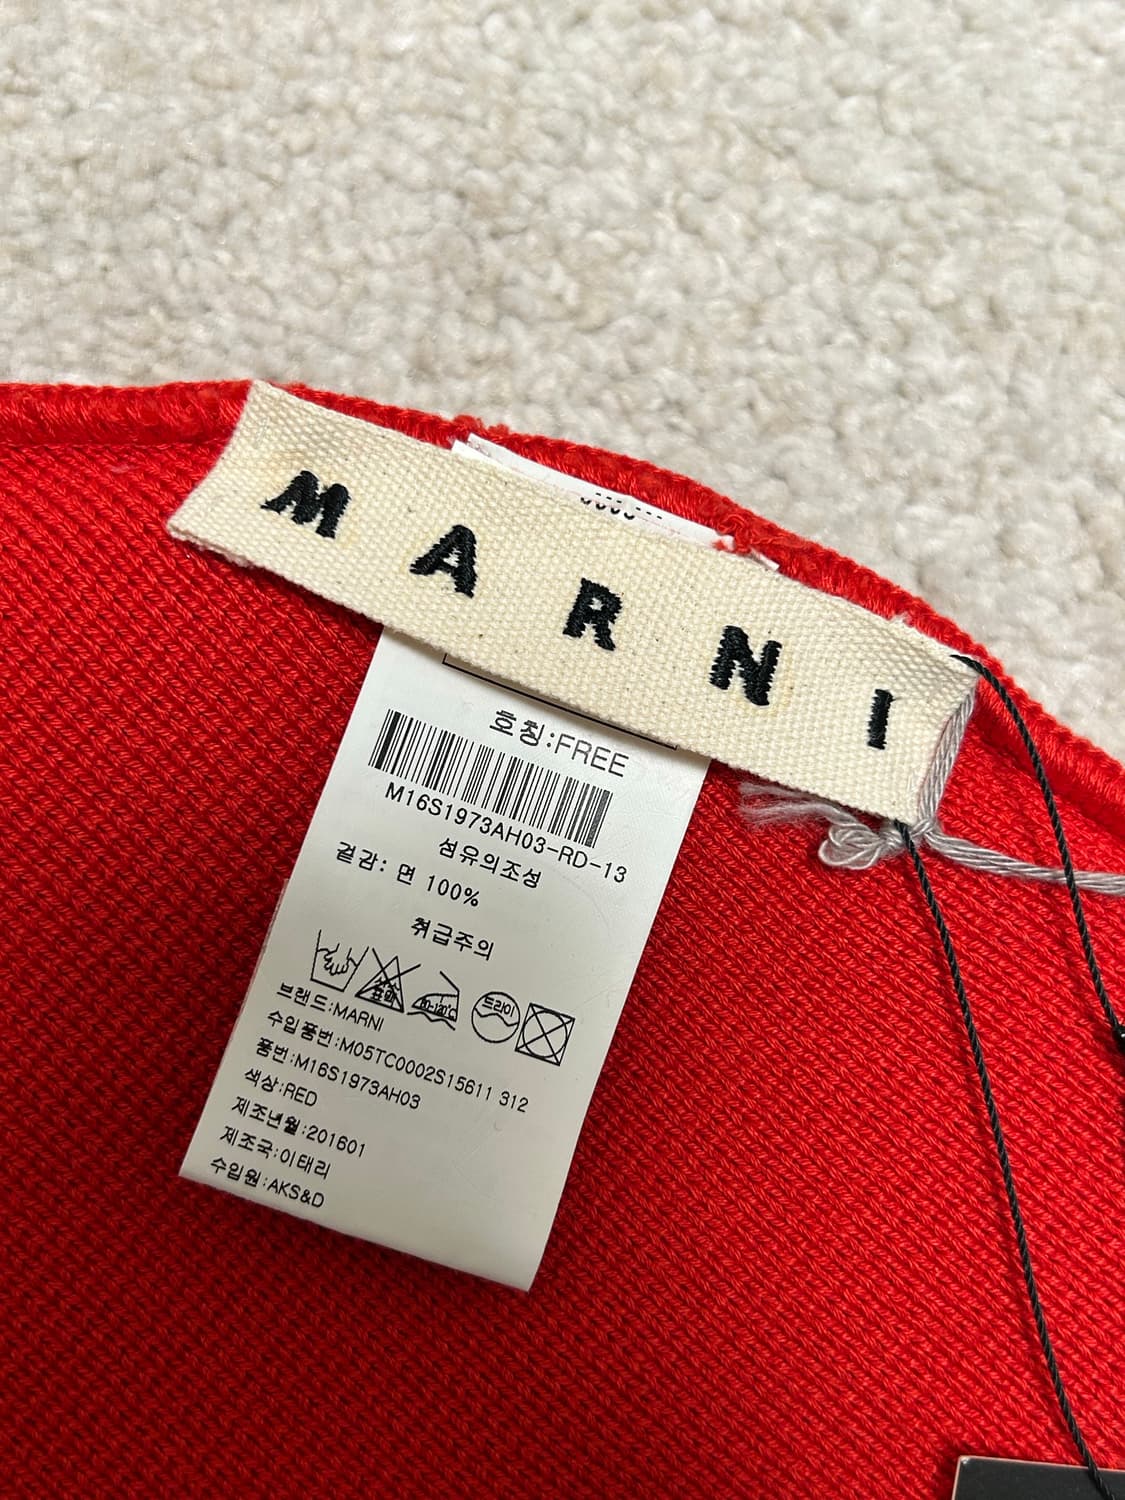 MARNI
호칭:FREE
M16S1973AH03-RD-13
섬유의조성
겉감: 면 100%
취급주의
80-120℃
드라이
브랜드:MARNI
수입품번:M05TC0002S15611 312
품번:M16S1973AH03
색상:RED
제조년월:201601
제조국:이태리
수입원:AKS&D